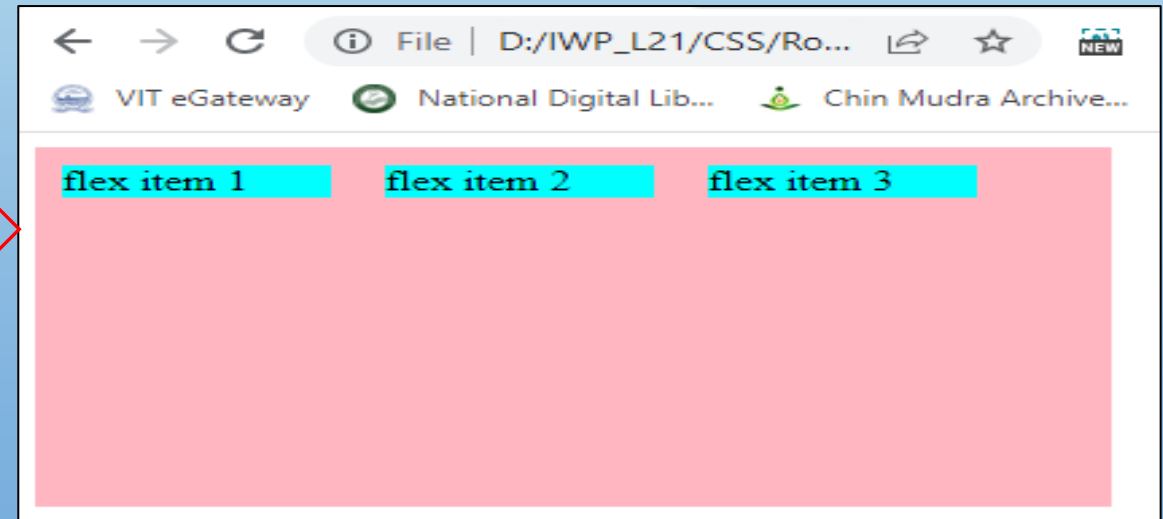 File | D:/IWP_L21/CSS/Ro...
NEW
VIT eGateway National Digital Lib... Chin Mudra Archive...
flex item 1 flex item 2 flex item 3